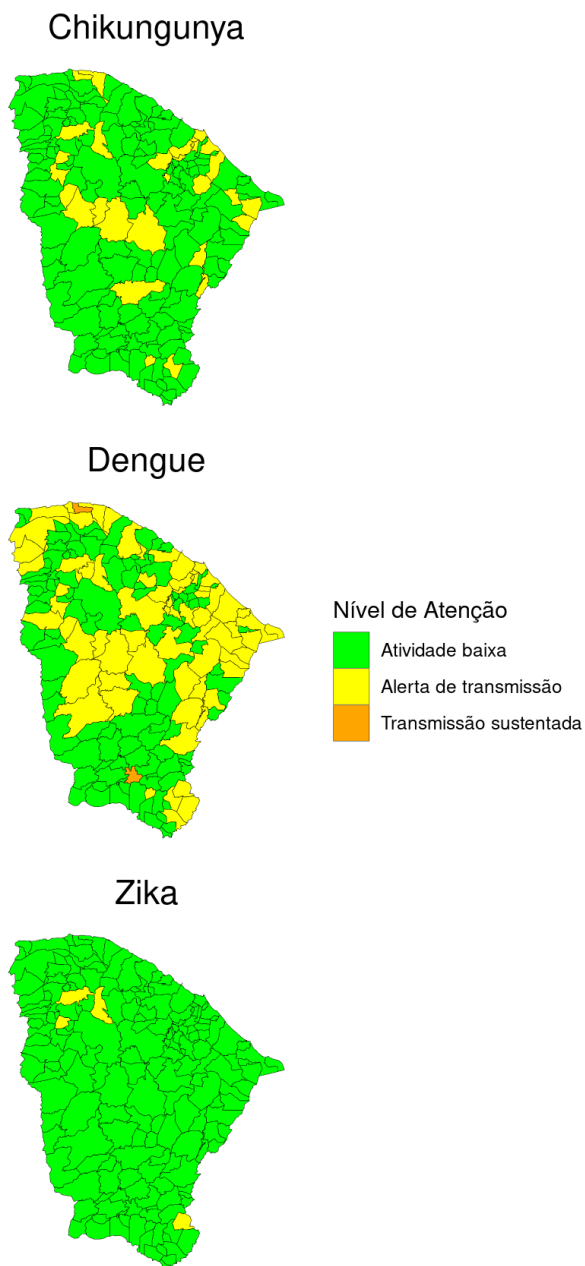 Chikungunya
Dengue
Nível de Atenção
Atividade baixa
Alerta de transmissão
Transmissão sustentada
Zika